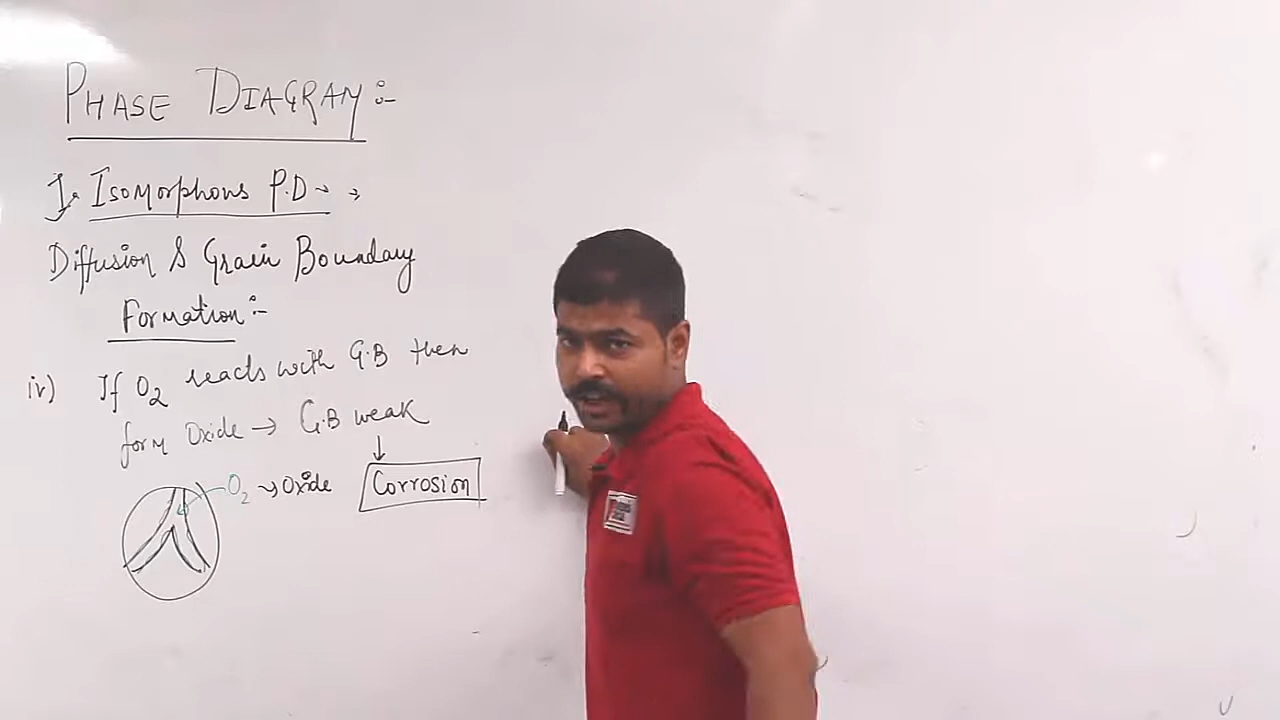 PHASE DIAGRAM:-
I. Isomorphous P.D- →
Diffusion & Grain Boundary
Formation:-
iv) If O2 reacts with G.B then
form Oxide → G.B weak
↓
O2 → Oxide Corrosion